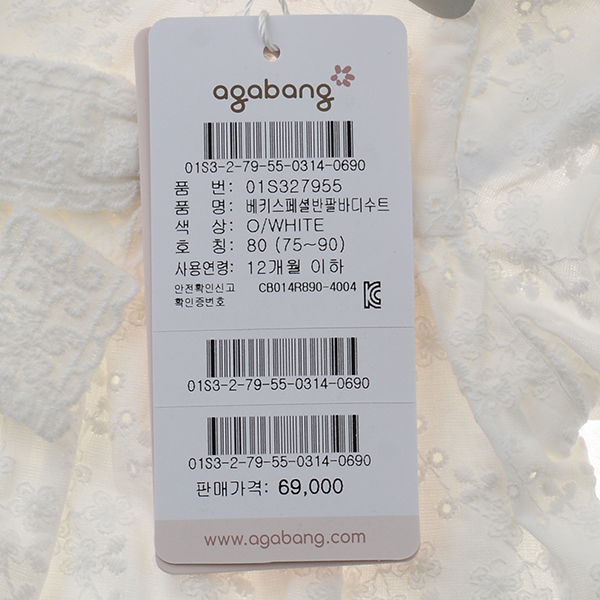 agabang
01S3-2-79-55-0314-0690
품 번: 01S327955
품 명: 베키스페셜반팔바디수트
색 상: O/WHITE
호 칭: 80 (75~90)
사용연령: 12개월 이하
안전확인신고 CB014R890-4004
확인증번호
01S3-2-79-55-0314-0690
01S3-2-79-55-0314-0690
판매가격: 69,000
www.agabang.com